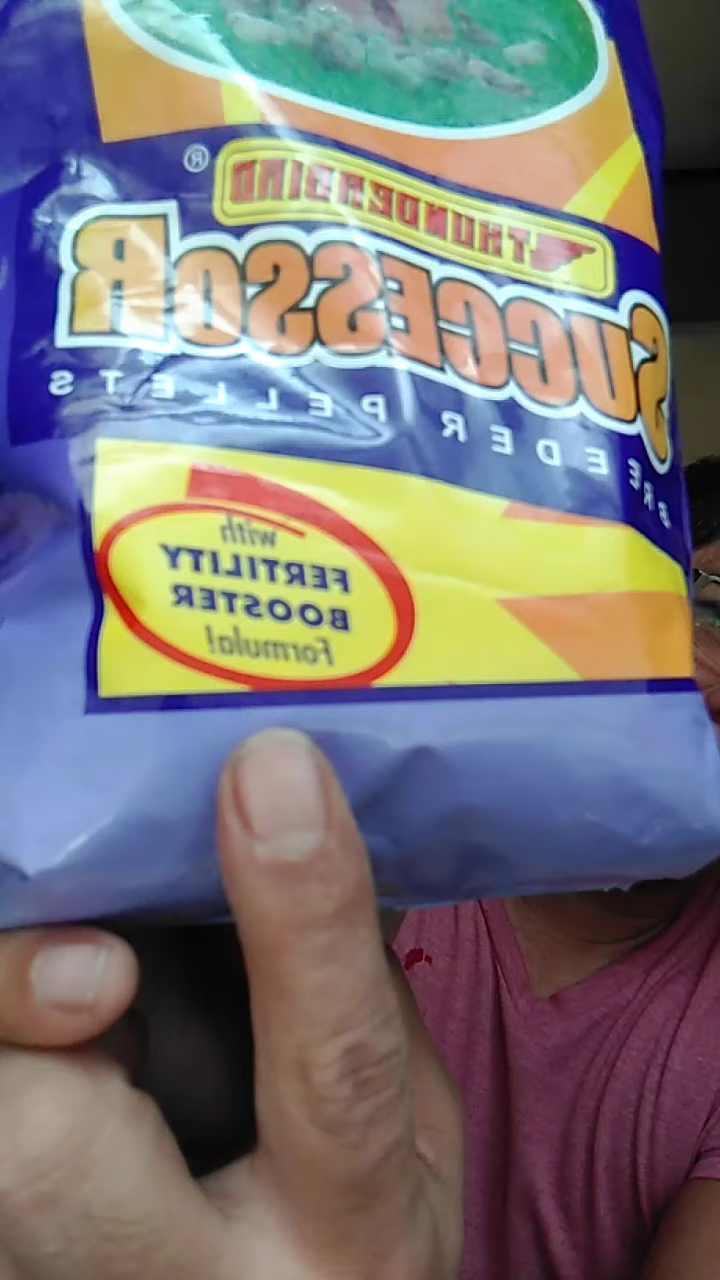 THUNDERBIRD ®
SUCCESSOR
BREEDER PELLETS
with
FERTILITY
BOOSTER
Formula!